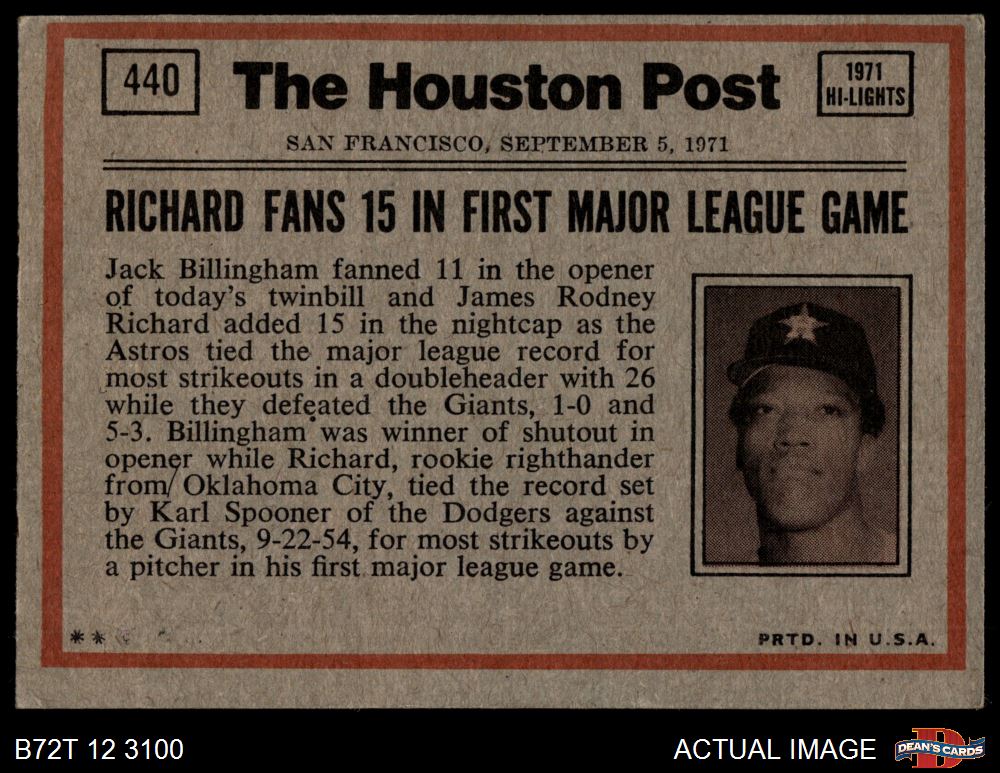 440
The Houston Post
1971
HI-LIGHTS
SAN FRANCISCO, SEPTEMBER 5, 1971
RICHARD FANS 15 IN FIRST MAJOR LEAGUE GAME
Jack Billingham fanned 11 in the opener
of today's twinbill and James Rodney
Richard added 15 in the nightcap as the
Astros tied the major league record for
most strikeouts in a doubleheader with 26
while they defeated the Giants, 1-0 and
5-3. Billingham was winner of shutout in
opener while Richard, rookie righthander
from Oklahoma City, tied the record set
by Karl Spooner of the Dodgers against
the Giants, 9-22-54, for most strikeouts by
a pitcher in his first major league game.
* *
PRTD. IN U.S.A.
B72T 12 3100
ACTUAL IMAGE
D
DEAN'S CARDS